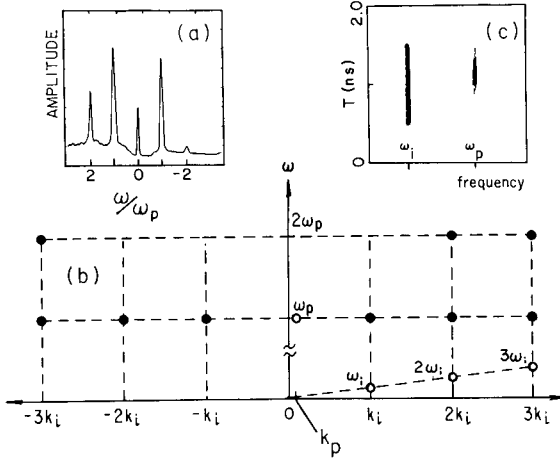 (a)
AMPLITUDE
2 1 0 -2
ω/ωp
(c)
2.0
T (ns)
0
ωi ωp
frequency
ω
2ωp
(b)
ωp
ωi 2ωi 3ωi
-3ki -2ki -ki 0 ki 2ki 3ki
kp